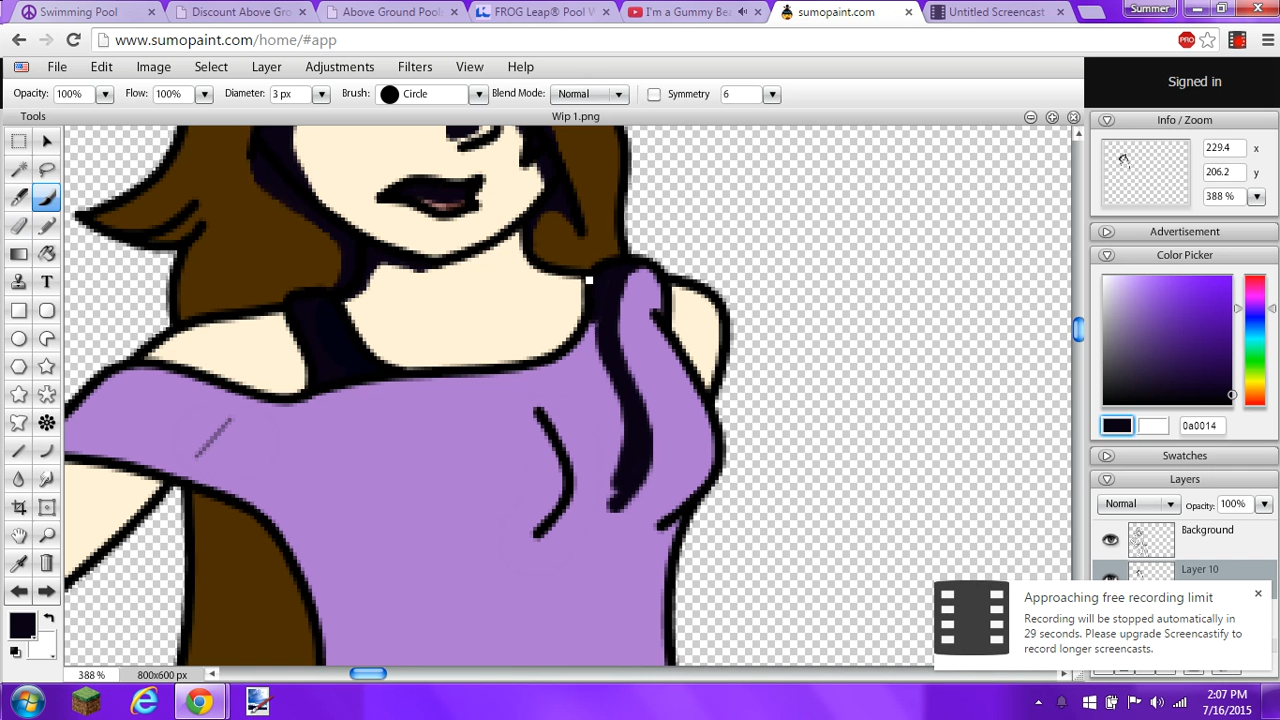 Swimming Pool
Discount Above Gro
Above Ground Pools
FROG Leap® Pool W
I'm a Gummy Be
sumopaint.com
Untitled Screencast
Summer
www.sumopaint.com/home/#app
PRO
File Edit Image Select Layer Adjustments Filters View Help
Signed in
Opacity: 100% Flow: 100% Diameter: 3 px Brush: Circle Blend Mode: Normal Symmetry 6
Tools
Wip 1.png
Info / Zoom
229.4 x
206.2 y
388 %
Advertisement
Color Picker
0a0014
Swatches
Layers
Normal Opacity: 100%
Background
Layer 10
Approaching free recording limit
Recording will be stopped automatically in
29 seconds. Please upgrade Screencastify to
record longer screencasts.
388 % 800x600 px
2:07 PM
7/16/2015